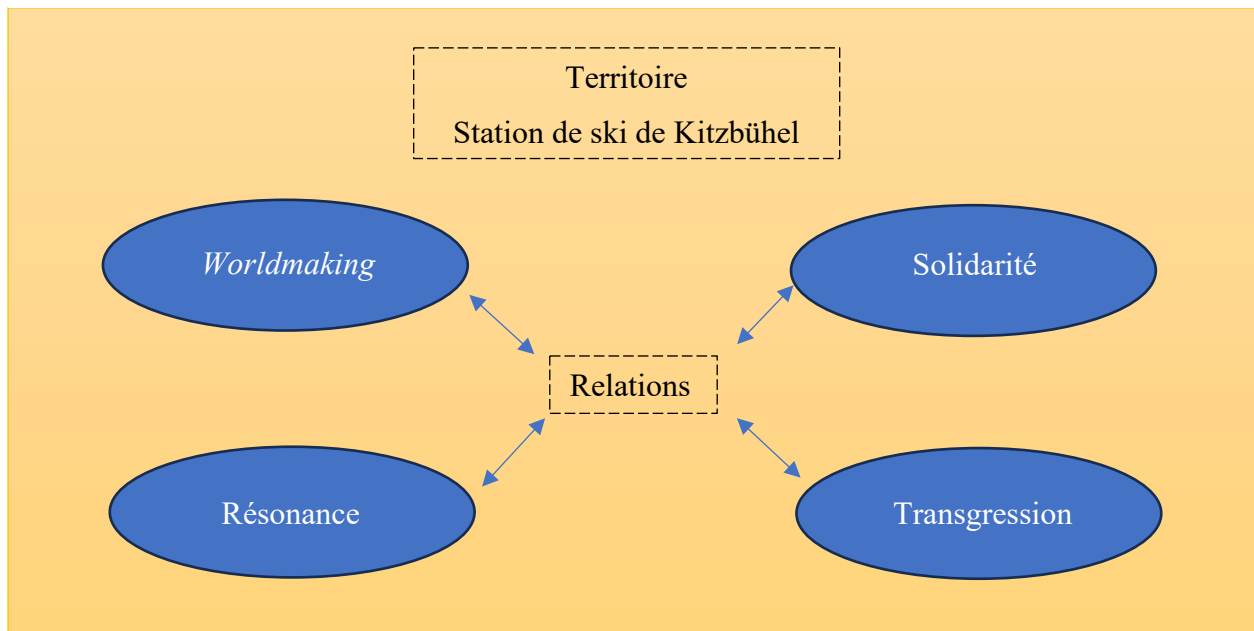 Territoire
Station de ski de Kitzbühel
Worldmaking
Solidarité
Relations
Résonance
Transgression